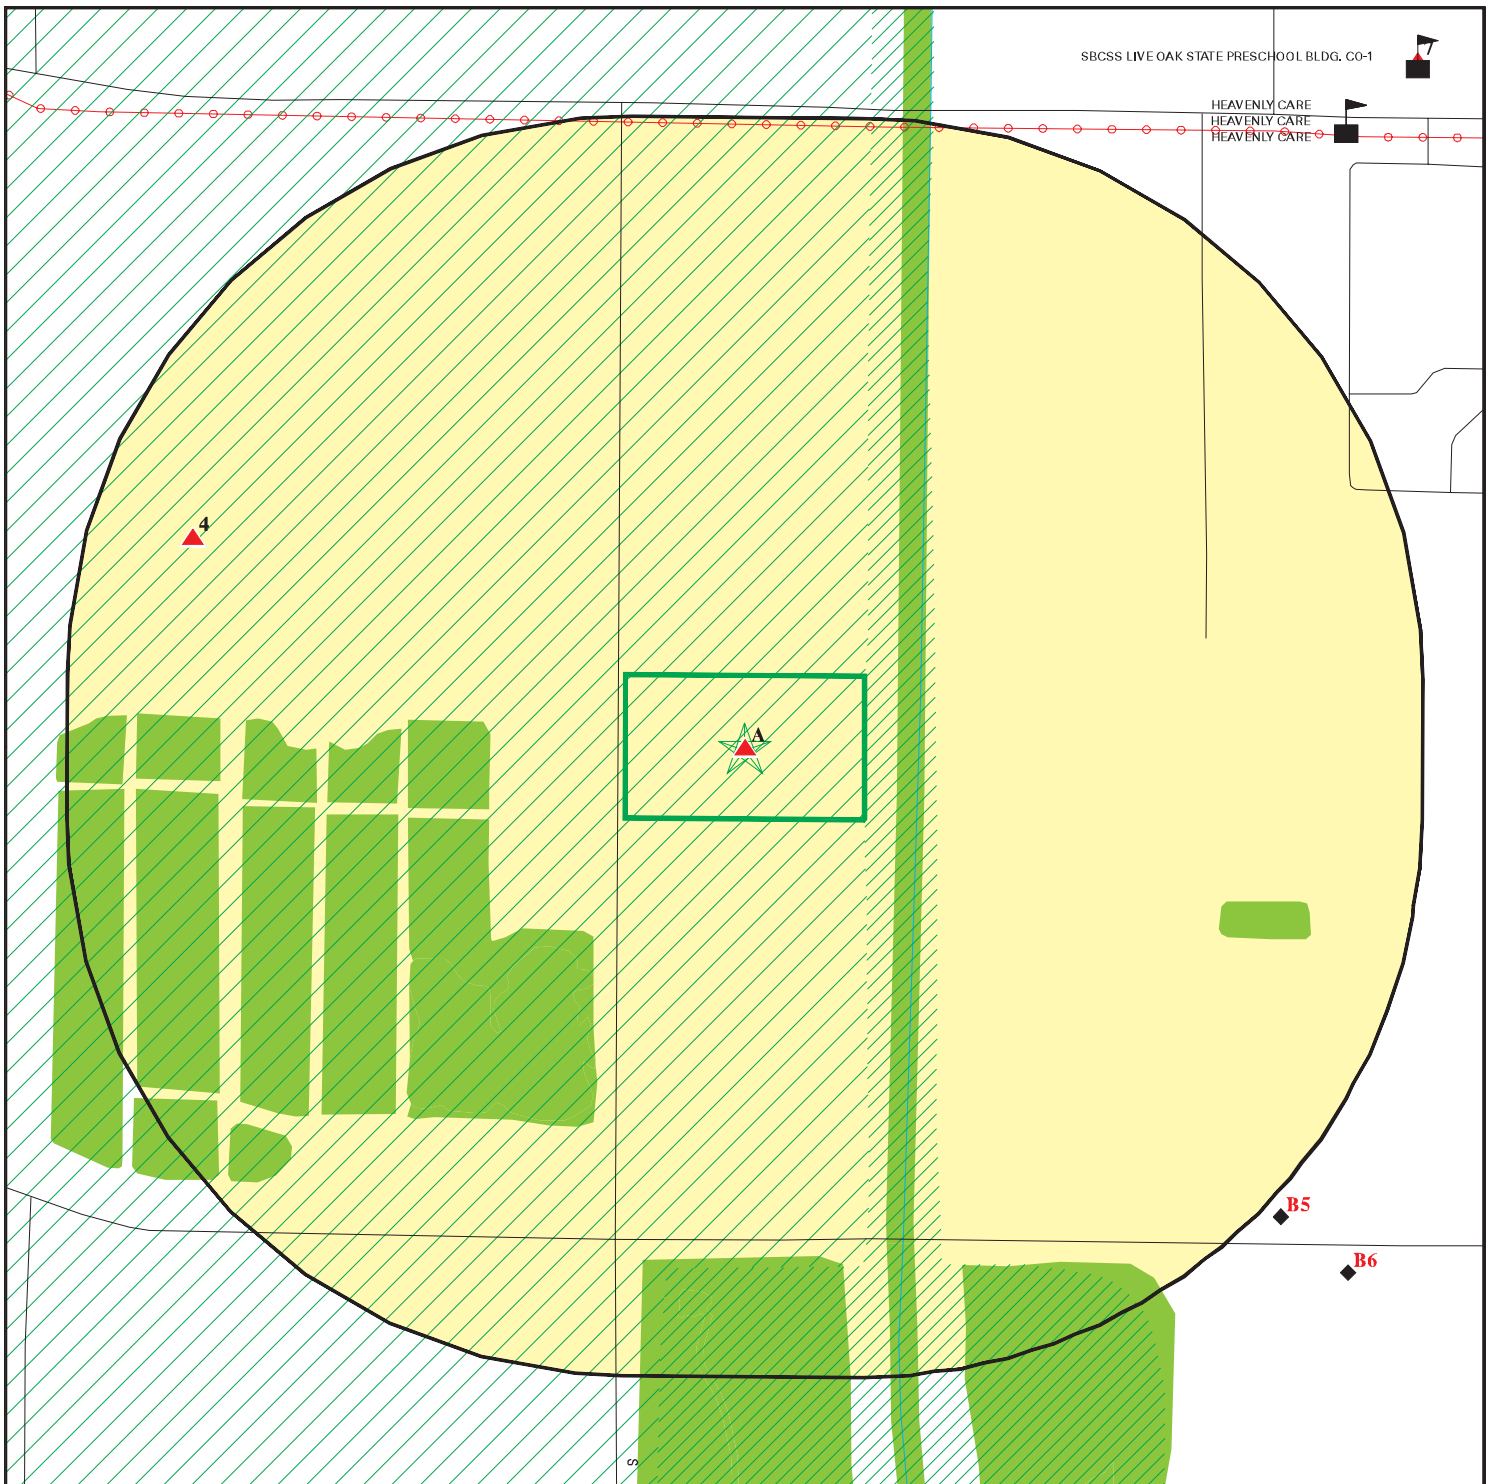 SBCSS LIVE OAK STATE PRESCHOOL BLDG. CO-1
7
HEAVENLY CARE
HEAVENLY CARE
HEAVENLY CARE
4
A
B5
B6
S